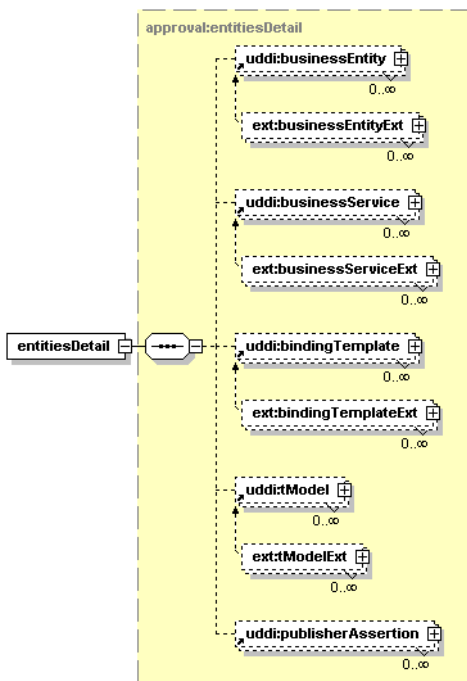 approval:entitiesDetail
uddi:businessEntity
0..∞
ext:businessEntityExt
0..∞
uddi:businessService
0..∞
ext:businessServiceExt
0..∞
entitiesDetail
uddi:bindingTemplate
0..∞
ext:bindingTemplateExt
0..∞
uddi:tModel
0..∞
ext:tModelExt
0..∞
uddi:publisherAssertion
0..∞